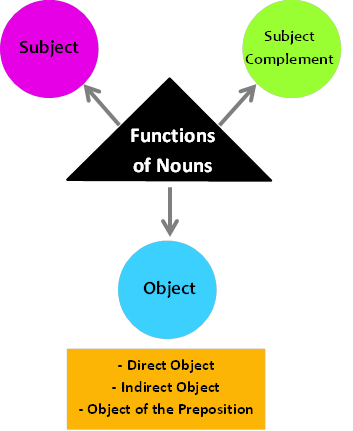 Subject
Subject
Complement
Functions
of Nouns
Object
- Direct Object
- Indirect Object
- Object of the Preposition